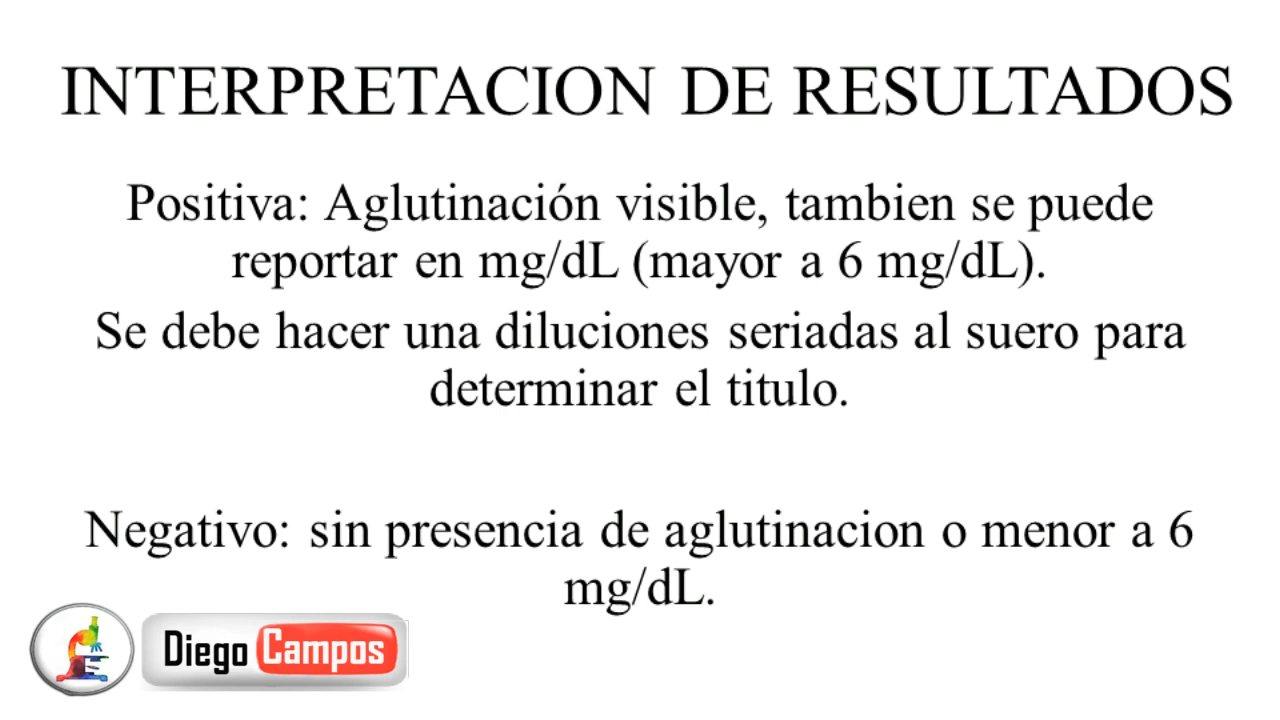 INTERPRETACION DE RESULTADOS
Positiva: Aglutinación visible, tambien se puede
reportar en mg/dL (mayor a 6 mg/dL).
Se debe hacer una diluciones seriadas al suero para
determinar el titulo.
Negativo: sin presencia de aglutinacion o menor a 6
mg/dL.
Diego Campos